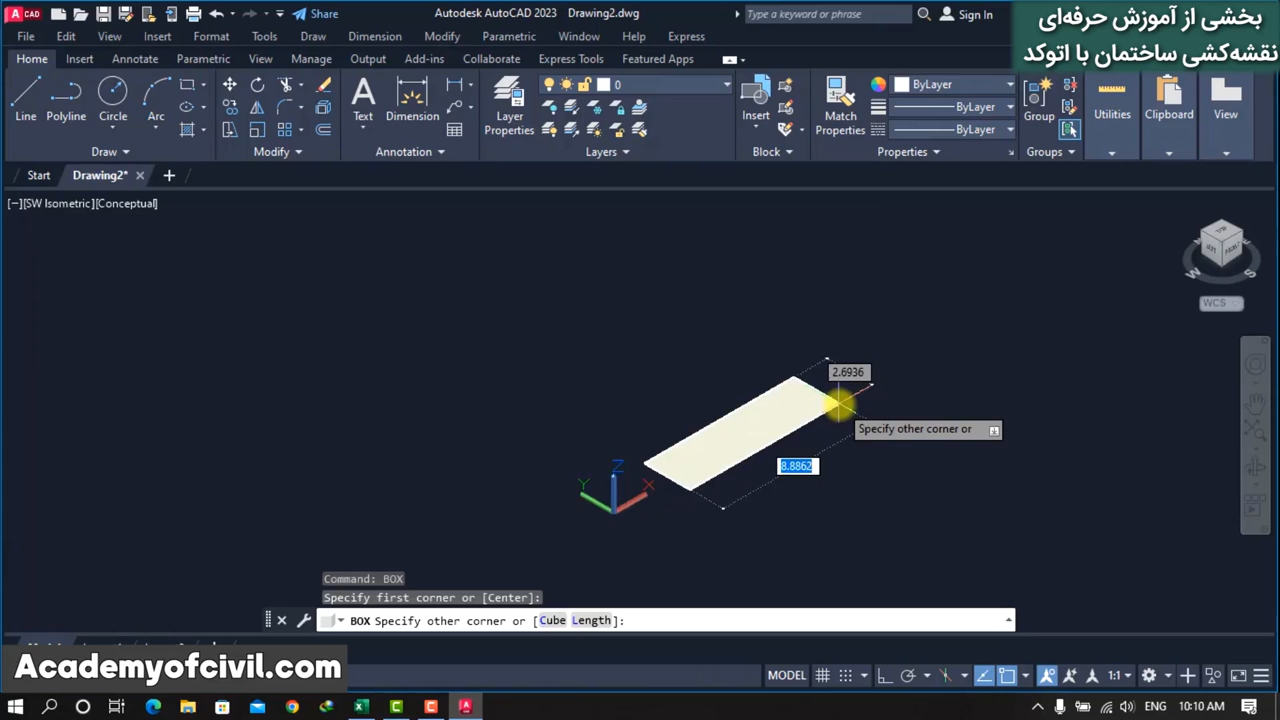 CAD
Share
Autodesk AutoCAD 2023 Drawing2.dwg
Type a keyword or phrase
Sign In
بخشی از آموزش حرفه‌ای
نقشه‌کشی ساختمان با اتوکد
File Edit View Insert Format Tools Draw Dimension Modify Parametric Window Help Express
Home Insert Annotate Parametric View Manage Output Add-ins Collaborate Express Tools Featured Apps
0
ByLayer
ByLayer
ByLayer
Line Polyline Circle Arc
Text Dimension
Layer Properties
Insert
Match Properties
Group
Utilities
Clipboard
View
Draw
Modify
Annotation
Layers
Block
Properties
Groups
Start
Drawing2*
[−][SW Isometric][Conceptual]
W
S
WCS
2.6936
Specify other corner or
8.8862
Z
Y
X
Command: BOX
Specify first corner or [Center]:
BOX Specify other corner or [Cube Length]:
Academyofcivil.com
MODEL
1:1
ENG
10:10 AM